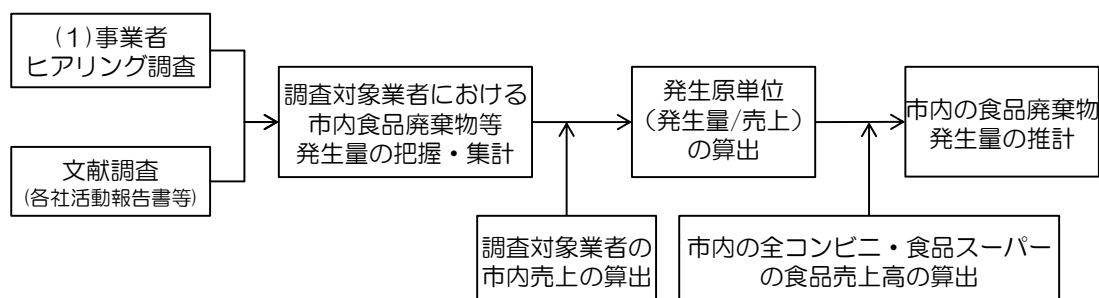 (1)事業者
ヒアリング調査
文献調査
(各社活動報告書等)
調査対象業者における
市内食品廃棄物等
発生量の把握・集計
発生原単位
（発生量/売上）
の算出
市内の食品廃棄物
発生量の推計
調査対象業者の
市内売上の算出
市内の全コンビニ・食品スーパー
の食品売上高の算出